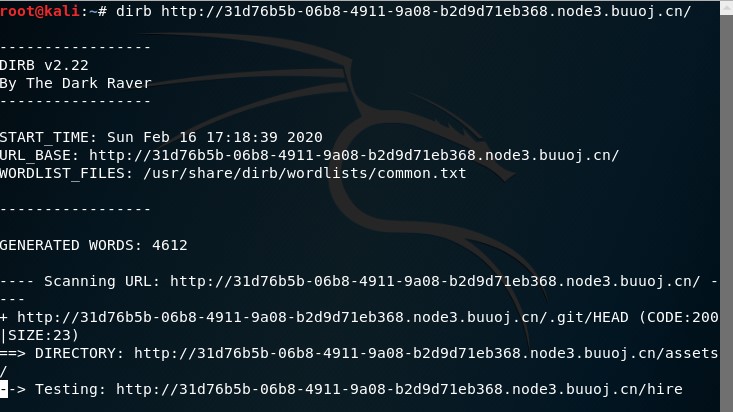 root@kali:~# dirb http://31d76b5b-06b8-4911-9a08-b2d9d71eb368.node3.buuoj.cn/
-----------------
DIRB v2.22
By The Dark Raver
-----------------
START_TIME: Sun Feb 16 17:18:39 2020
URL_BASE: http://31d76b5b-06b8-4911-9a08-b2d9d71eb368.node3.buuoj.cn/
WORDLIST_FILES: /usr/share/dirb/wordlists/common.txt
-----------------
GENERATED WORDS: 4612
---- Scanning URL: http://31d76b5b-06b8-4911-9a08-b2d9d71eb368.node3.buuoj.cn/ -
---
+ http://31d76b5b-06b8-4911-9a08-b2d9d71eb368.node3.buuoj.cn/.git/HEAD (CODE:200
|SIZE:23)
==> DIRECTORY: http://31d76b5b-06b8-4911-9a08-b2d9d71eb368.node3.buuoj.cn/assets
/
--> Testing: http://31d76b5b-06b8-4911-9a08-b2d9d71eb368.node3.buuoj.cn/hire